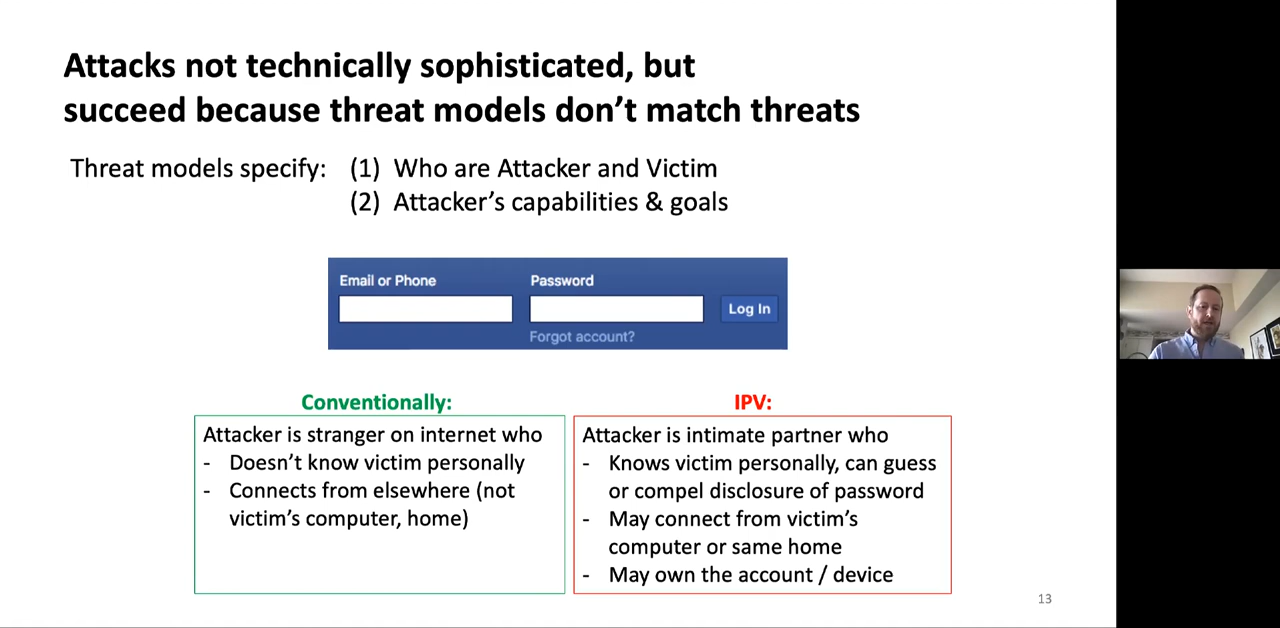 Attacks not technically sophisticated, but
succeed because threat models don’t match threats
Threat models specify: (1) Who are Attacker and Victim
(2) Attacker’s capabilities & goals
Email or Phone
Password
Log In
Forgot account?
Conventionally:
Attacker is stranger on internet who
- Doesn’t know victim personally
- Connects from elsewhere (not
victim’s computer, home)
IPV:
Attacker is intimate partner who
- Knows victim personally, can guess
or compel disclosure of password
- May connect from victim’s
computer or same home
- May own the account / device
13